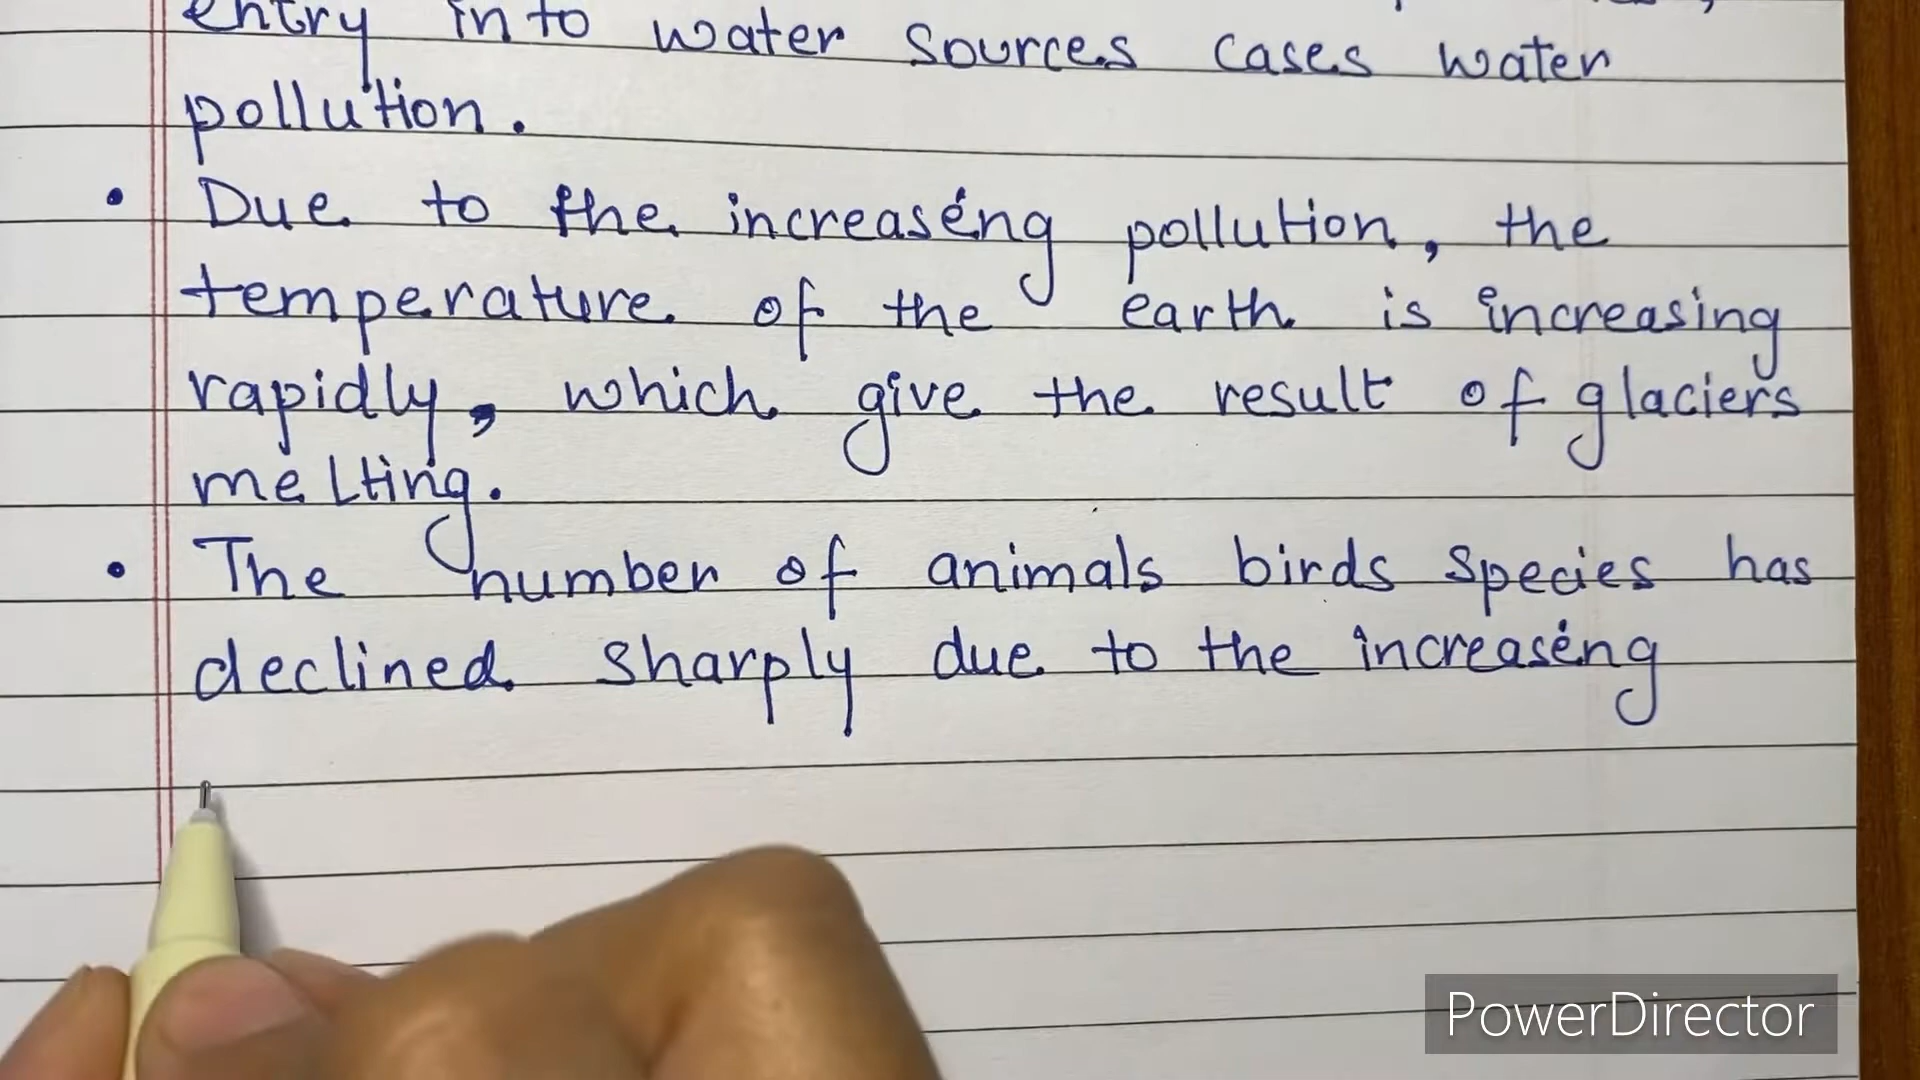 entry into water sources cases water
pollution.
• Due to the increaseng pollution, the
temperature of the earth is increasing
rapidly, which give the result of glaciers
melting.
• The number of animals birds species has
declined sharply due to the increaseng
PowerDirector